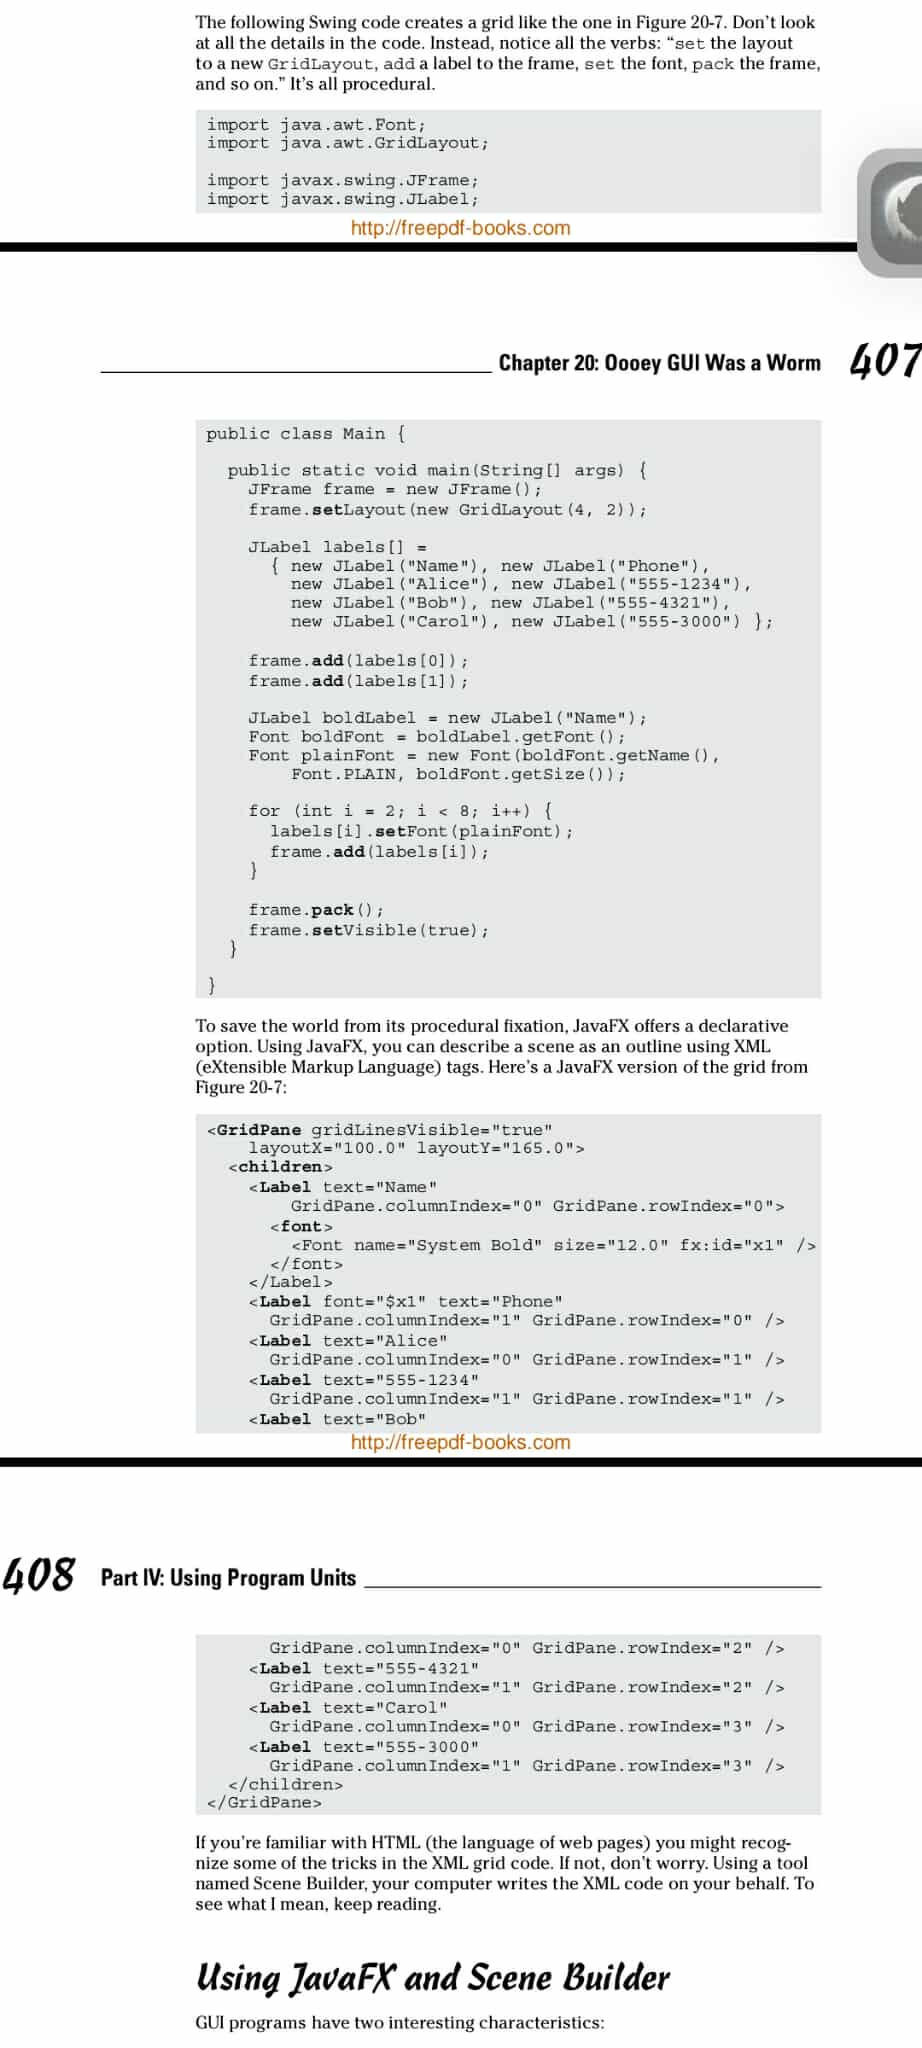 The following Swing code creates a grid like the one in Figure 20-7. Don't look
at all the details in the code. Instead, notice all the verbs: “set the layout
to a new GridLayout, add a label to the frame, set the font, pack the frame,
and so on.” It's all procedural.
import java.awt.Font;
import java.awt.GridLayout;
import javax.swing.JFrame;
import javax.swing.JLabel;
http://freepdf-books.com
Chapter 20: Oooey GUI Was a Worm 407
public class Main {
public static void main(String[] args) {
JFrame frame = new JFrame();
frame.setLayout(new GridLayout(4, 2));
JLabel labels[] =
{ new JLabel("Name"), new JLabel("Phone"),
new JLabel("Alice"), new JLabel("555-1234"),
new JLabel("Bob"), new JLabel("555-4321"),
new JLabel("Carol"), new JLabel("555-3000") };
frame.add(labels[0]);
frame.add(labels[1]);
JLabel boldLabel = new JLabel("Name");
Font boldFont = boldLabel.getFont();
Font plainFont = new Font(boldFont.getName(),
Font.PLAIN, boldFont.getSize());
for (int i = 2; i < 8; i++) {
labels[i].setFont(plainFont);
frame.add(labels[i]);
}
frame.pack();
frame.setVisible(true);
}
}
To save the world from its procedural fixation, JavaFX offers a declarative
option. Using JavaFX, you can describe a scene as an outline using XML
(eXtensible Markup Language) tags. Here's a JavaFX version of the grid from
Figure 20-7:
<GridPane gridLinesVisible="true"
layoutX="100.0" layoutY="165.0">
<children>
<Label text="Name"
GridPane.columnIndex="0" GridPane.rowIndex="0">
<font>
<Font name="System Bold" size="12.0" fx:id="x1" />
</font>
</Label>
<Label font="$x1" text="Phone"
GridPane.columnIndex="1" GridPane.rowIndex="0" />
<Label text="Alice"
GridPane.columnIndex="0" GridPane.rowIndex="1" />
<Label text="555-1234"
GridPane.columnIndex="1" GridPane.rowIndex="1" />
<Label text="Bob"
http://freepdf-books.com
408 Part IV: Using Program Units
GridPane.columnIndex="0" GridPane.rowIndex="2" />
<Label text="555-4321"
GridPane.columnIndex="1" GridPane.rowIndex="2" />
<Label text="Carol"
GridPane.columnIndex="0" GridPane.rowIndex="3" />
<Label text="555-3000"
GridPane.columnIndex="1" GridPane.rowIndex="3" />
</children>
</GridPane>
If you're familiar with HTML (the language of web pages) you might recog-
nize some of the tricks in the XML grid code. If not, don't worry. Using a tool
named Scene Builder, your computer writes the XML code on your behalf. To
see what I mean, keep reading.
Using JavaFX and Scene Builder
GUI programs have two interesting characteristics: